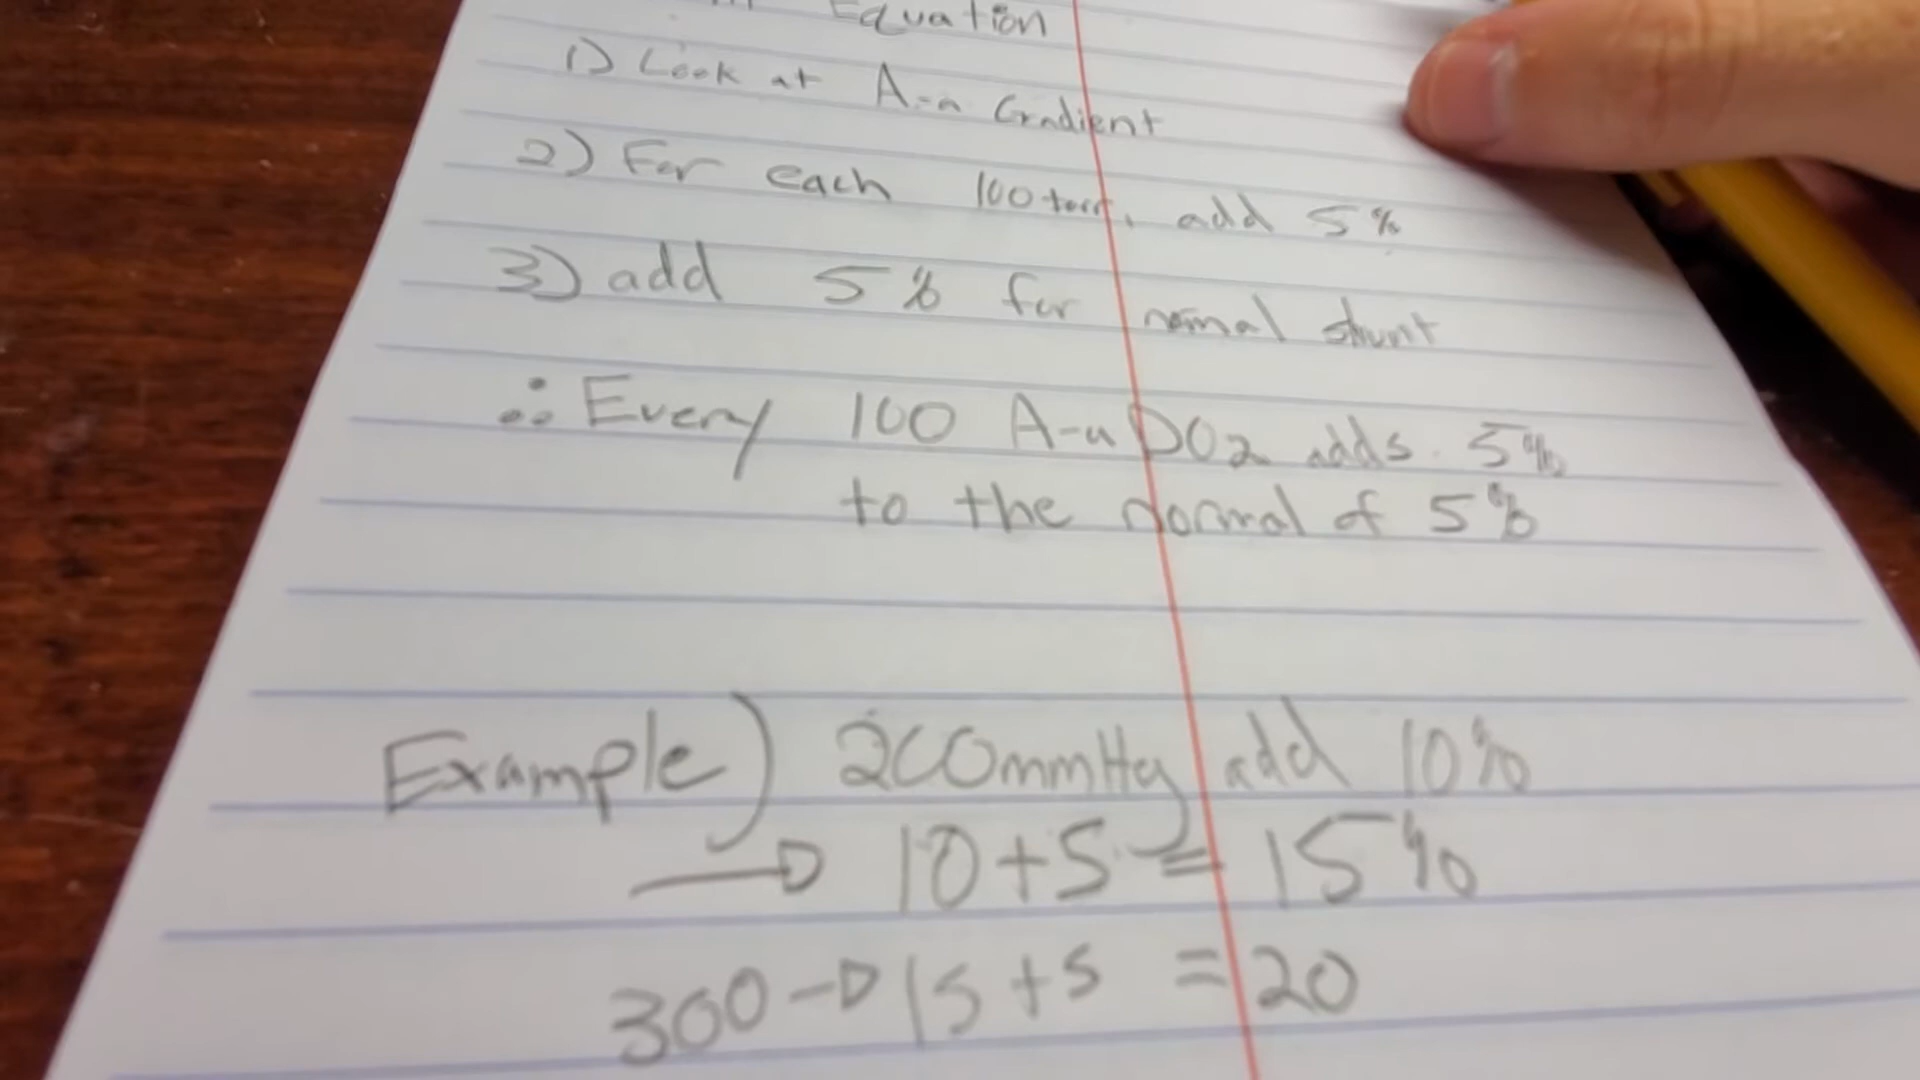 Equation
1) Look at A-a Gradient
2) For each 100 torr, add 5%
3) add 5% for normal shunt
∴ Every 100 A-a DO2 adds 5%
to the normal of 5%
Example) 200mmHg add 10%
→ 10+5 = 15%
300 → 15+5 = 20